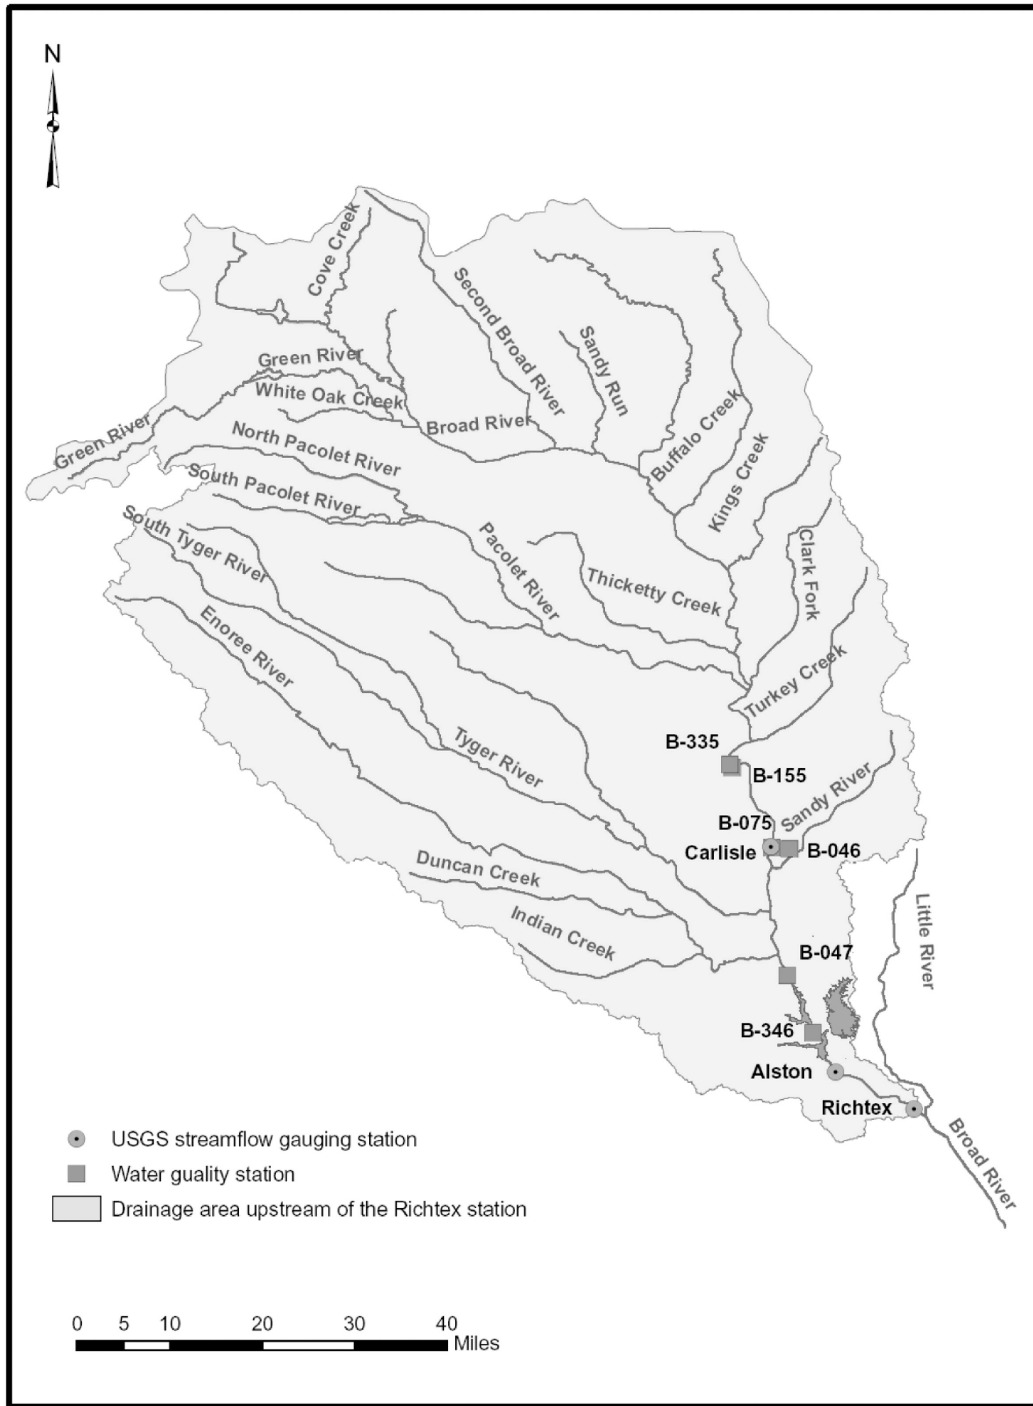 N
Cove Creek
Second Broad River
Sandy Run
Green River
White Oak Creek
Broad River
Green River
North Pacolet River
Buffalo Creek
Kings Creek
South Pacolet River
South Tyger River
Pacolet River
Clark Fork
Thicketty Creek
Enoree River
Turkey Creek
Tyger River
B-335
B-155
Sandy River
B-075
Carlisle
B-046
Duncan Creek
Indian Creek
Little River
B-047
B-346
Alston
Richtex
Broad River
USGS streamflow gauging station
Water guality station
Drainage area upstream of the Richtex station
0 5 10 20 30 40
Miles